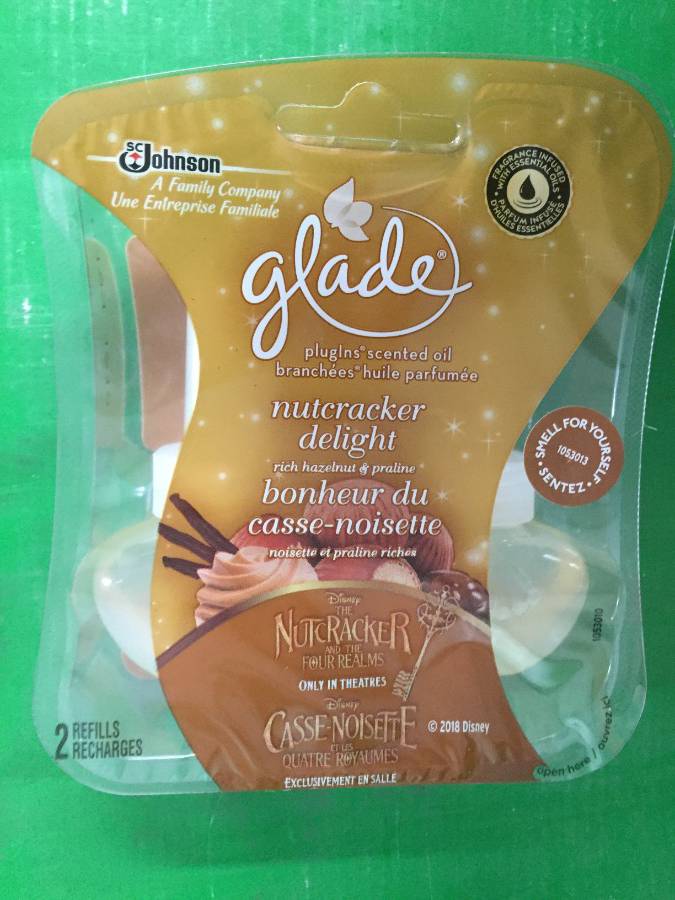 SC Johnson
A Family Company
Une Entreprise Familiale
FRAGRANCE INFUSED
WITH ESSENTIAL OILS
PARFUM INFUSÉ
D'HUILES ESSENTIELLES
glade®
plugIns® scented oil
branchées® huile parfumée
nutcracker
delight
rich hazelnut & praline
bonheur du
casse-noisette
noisette et praline riches
SMELL FOR YOURSELF
1053013
• SENTEZ •
Disney
THE
NUTCRACKER
AND THE
FOUR REALMS
ONLY IN THEATRES
Disney
CASSE-NOISETTE
ET LES
QUATRE ROYAUMES
EXCLUSIVEMENT EN SALLE
© 2018 Disney
1053010
2 REFILLS
RECHARGES
open here / ouvrez ici